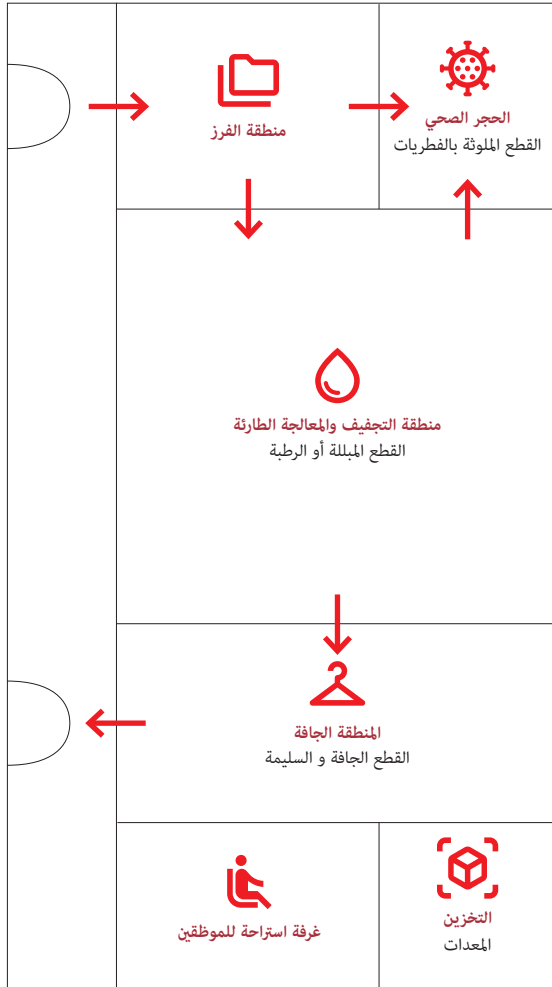 الحجر الصحي
القطع الملوثة بالفطريات
منطقة الفرز
منطقة التجفيف والمعالجة الطارئة
القطع المبللة أو الرطبة
المنطقة الجافة
القطع الجافة و السليمة
التخزين
المعدات
غرفة استراحة للموظقين